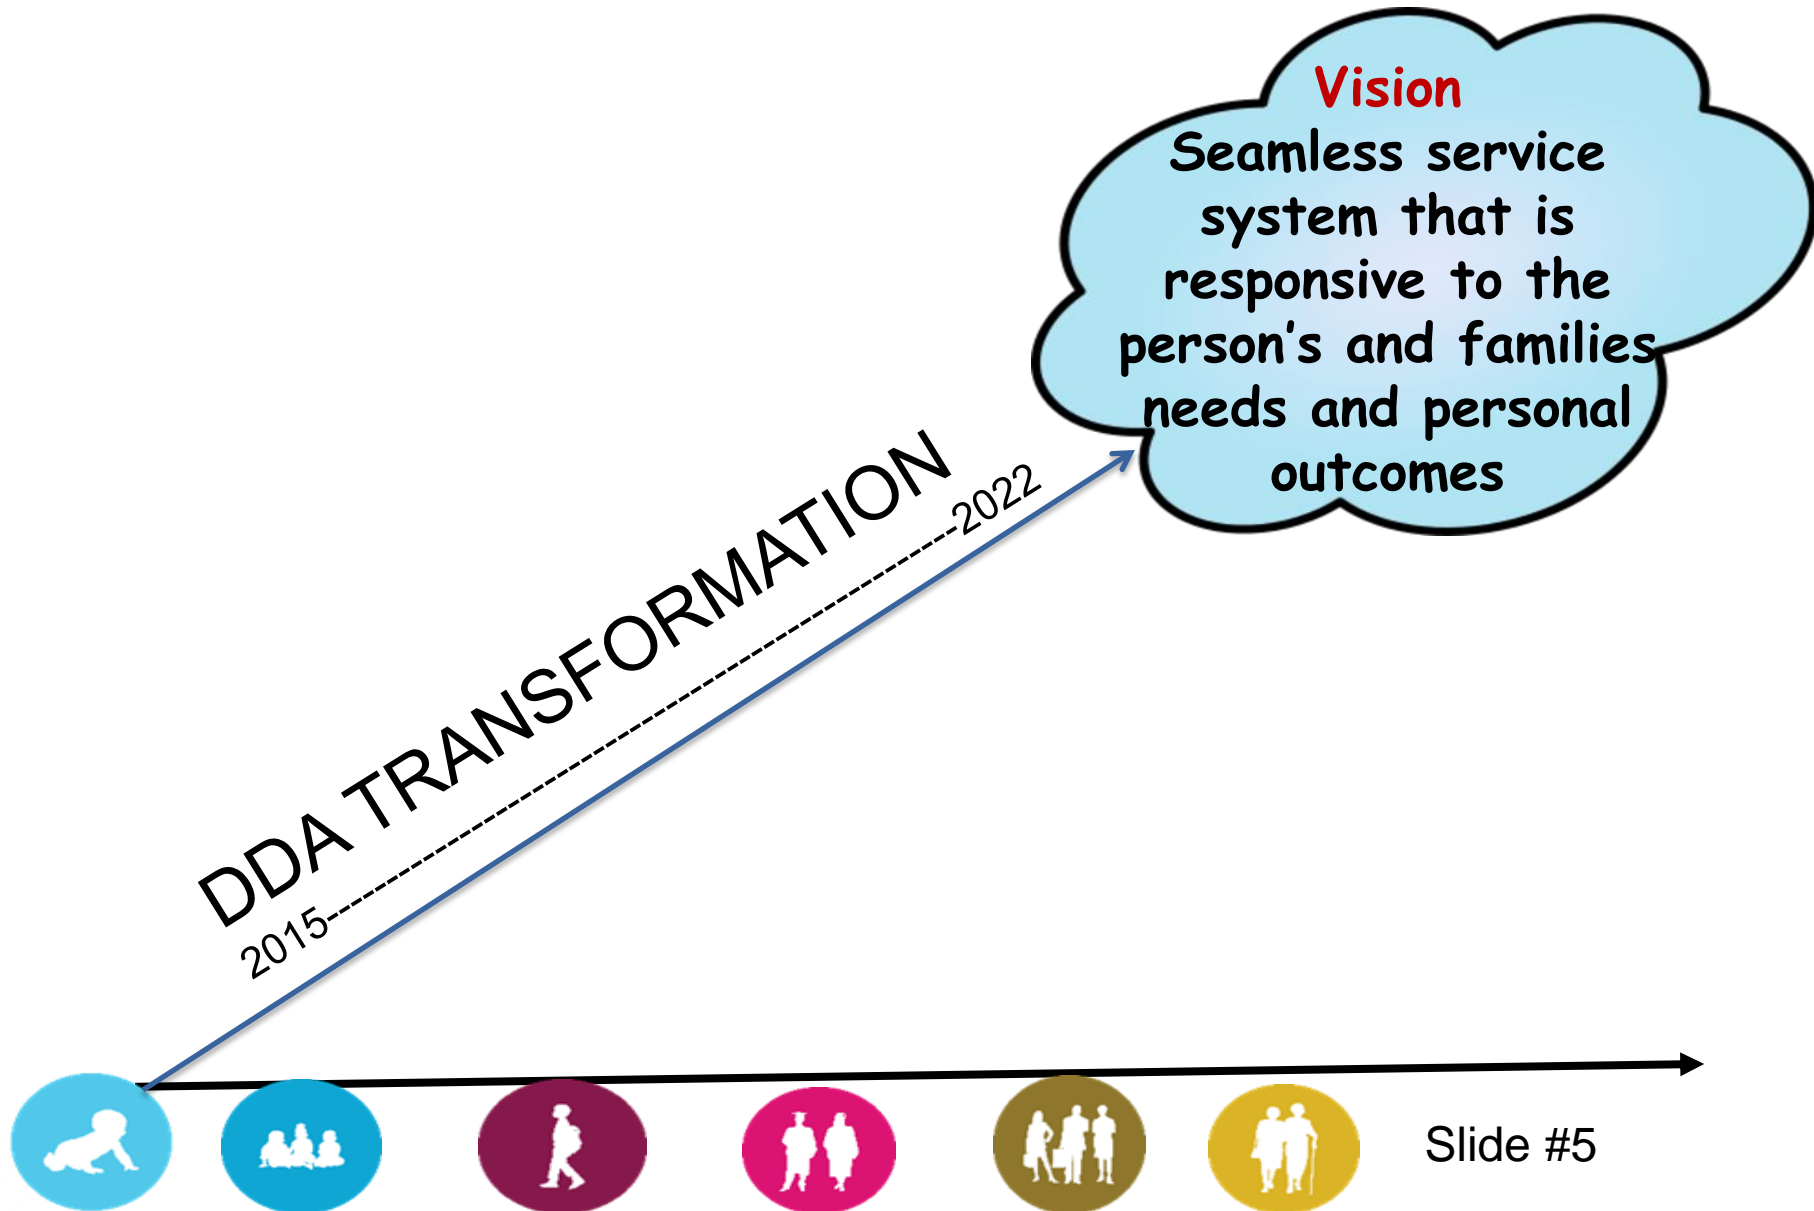 Vision
Seamless service
system that is
responsive to the
person's and families
needs and personal
outcomes
DDA TRANSFORMATION
2015--------------------------------------------------2022
Slide #5